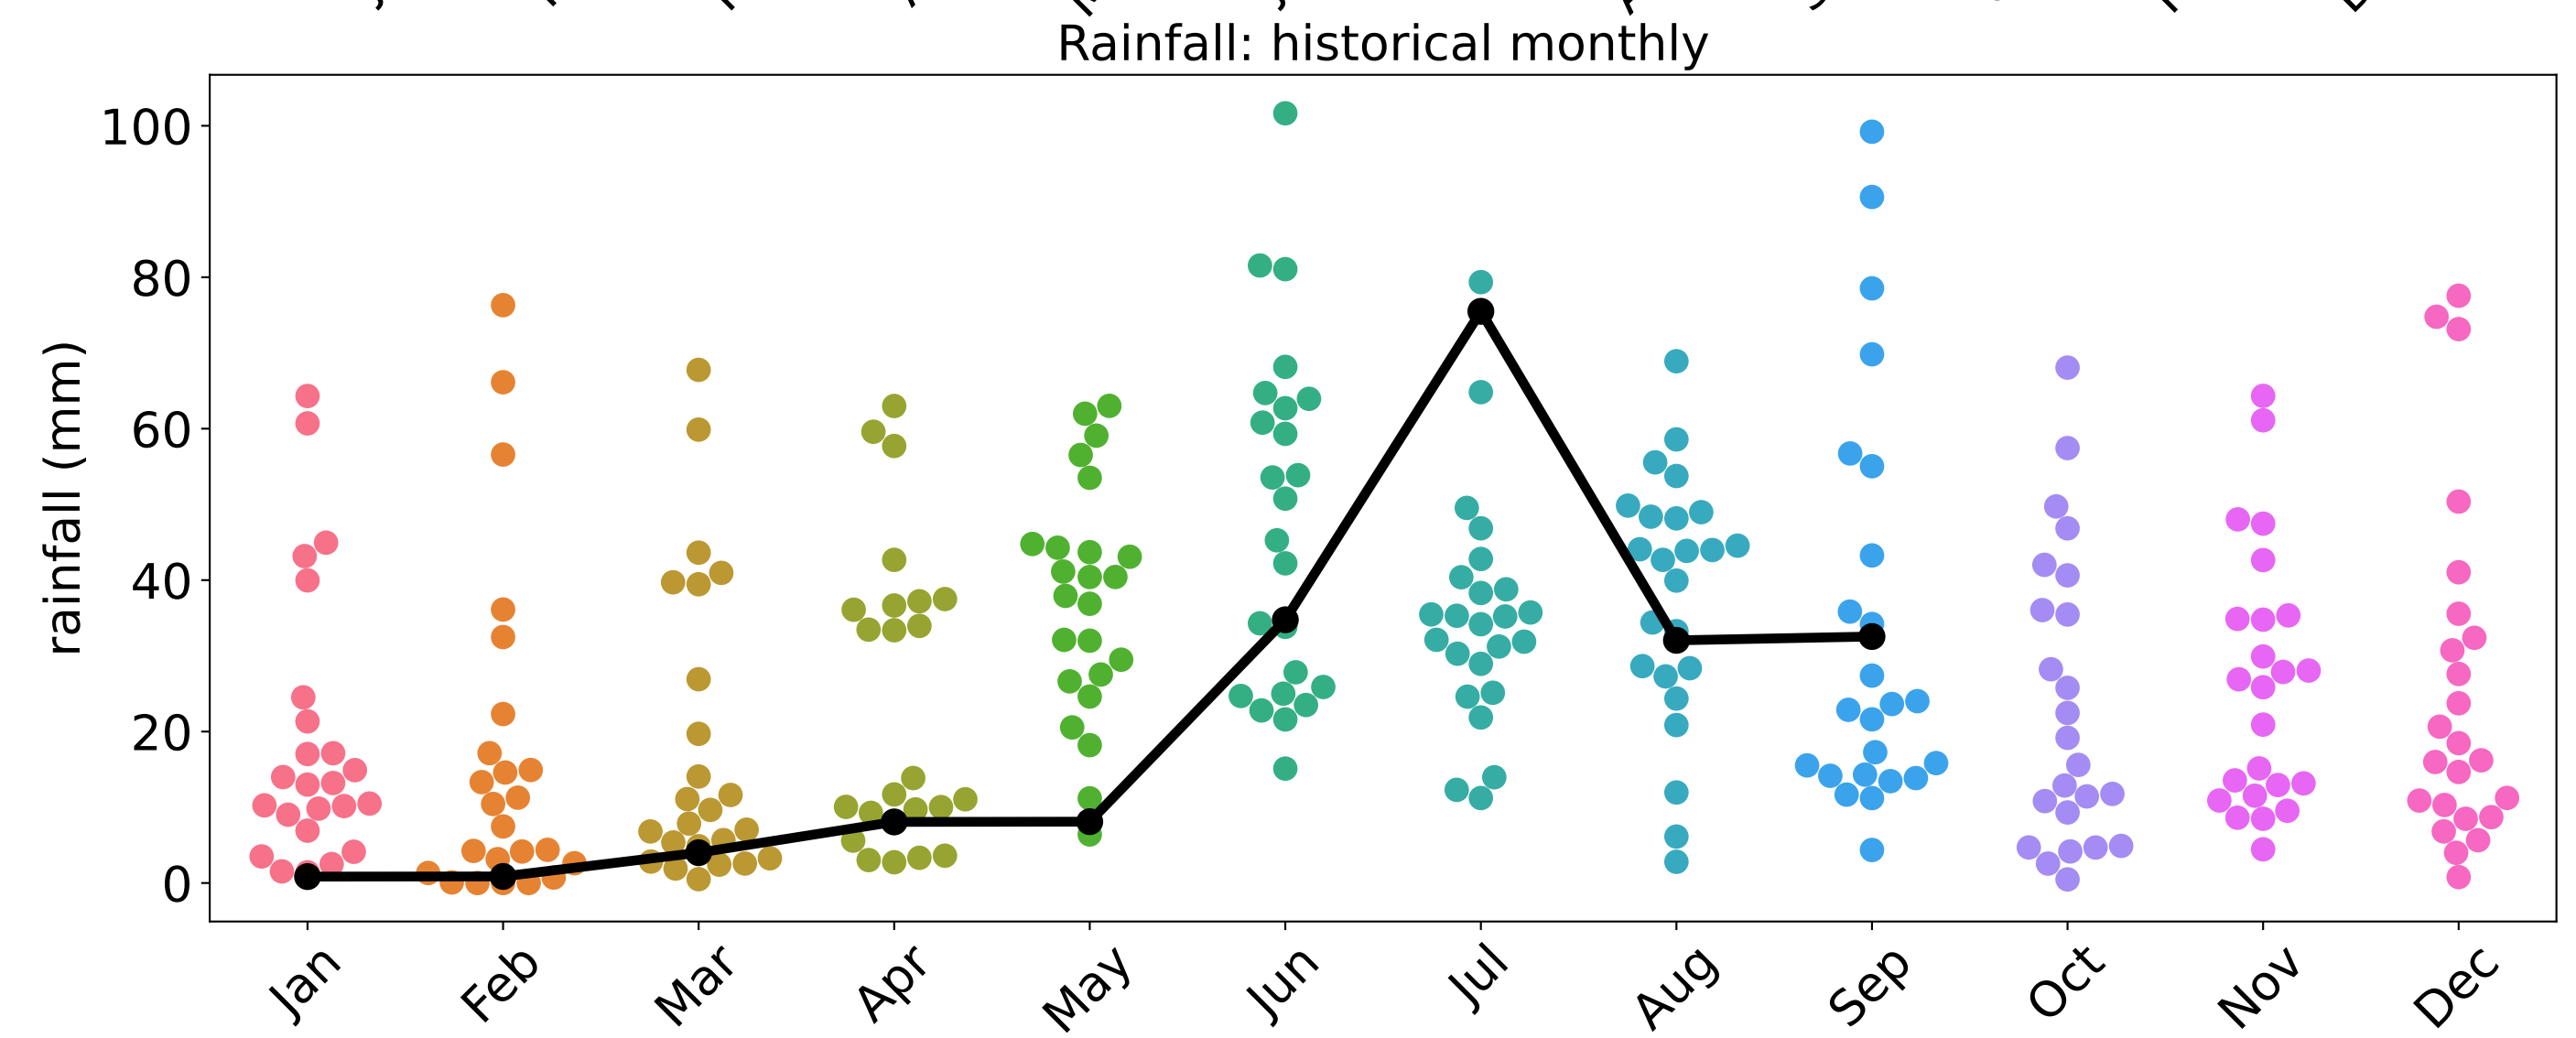 Rainfall: historical monthly
rainfall (mm)
100
80
60
40
20
0
Jan
Feb
Mar
Apr
May
Jun
Jul
Aug
Sep
Oct
Nov
Dec